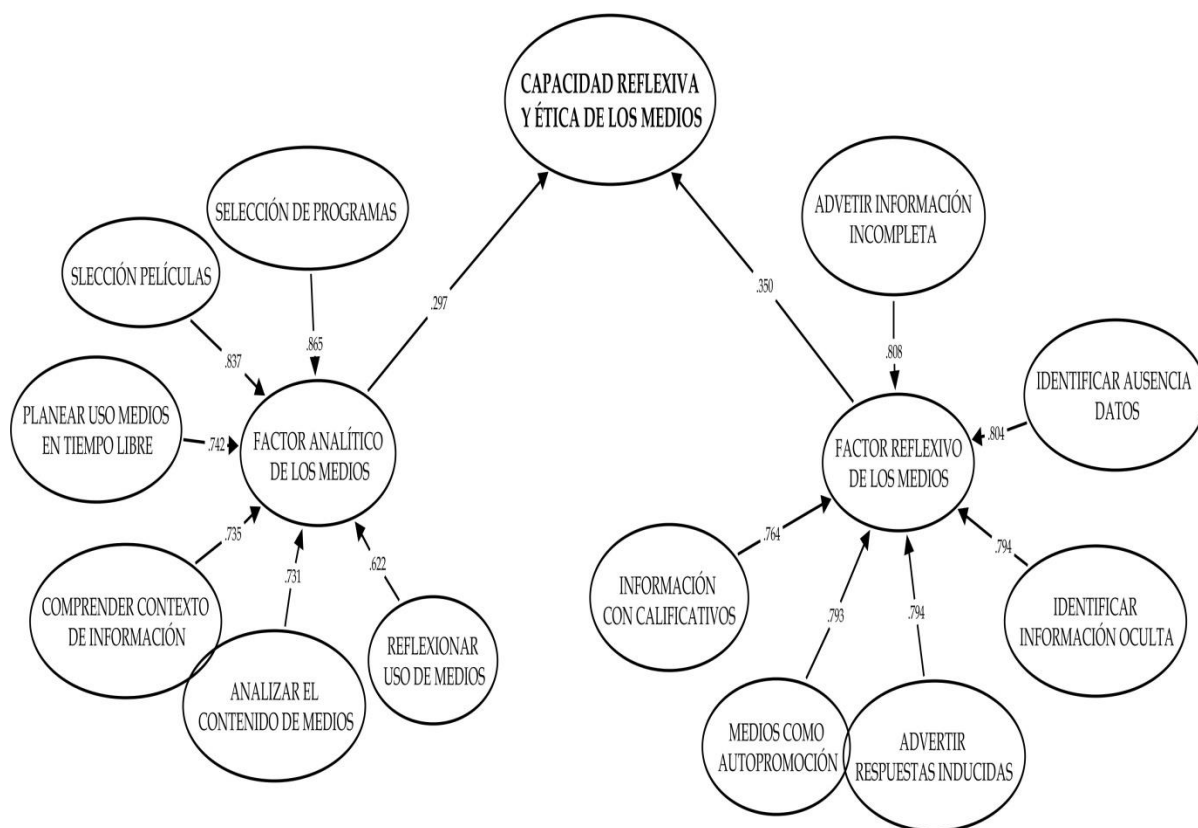 CAPACIDAD REFLEXIVA
Y ÉTICA DE LOS MEDIOS
SELECCIÓN DE PROGRAMAS
ADVETIR INFORMACIÓN
INCOMPLETA
SLECCIÓN PELÍCULAS
.297
.350
.865
.837
.808
IDENTIFICAR AUSENCIA
DATOS
PLANEAR USO MEDIOS
EN TIEMPO LIBRE
.742
FACTOR ANALÍTICO
DE LOS MEDIOS
FACTOR REFLEXIVO
DE LOS MEDIOS
.804
.735
.731
.622
.764
.793
.794
.794
COMPRENDER CONTEXTO
DE INFORMACIÓN
ANALIZAR EL
CONTENIDO DE MEDIOS
REFLEXIONAR
USO DE MEDIOS
INFORMACIÓN
CON CALIFICATIVOS
IDENTIFICAR
INFORMACIÓN OCULTA
MEDIOS COMO
AUTOPROMOCIÓN
ADVERTIR
RESPUESTAS INDUCIDAS